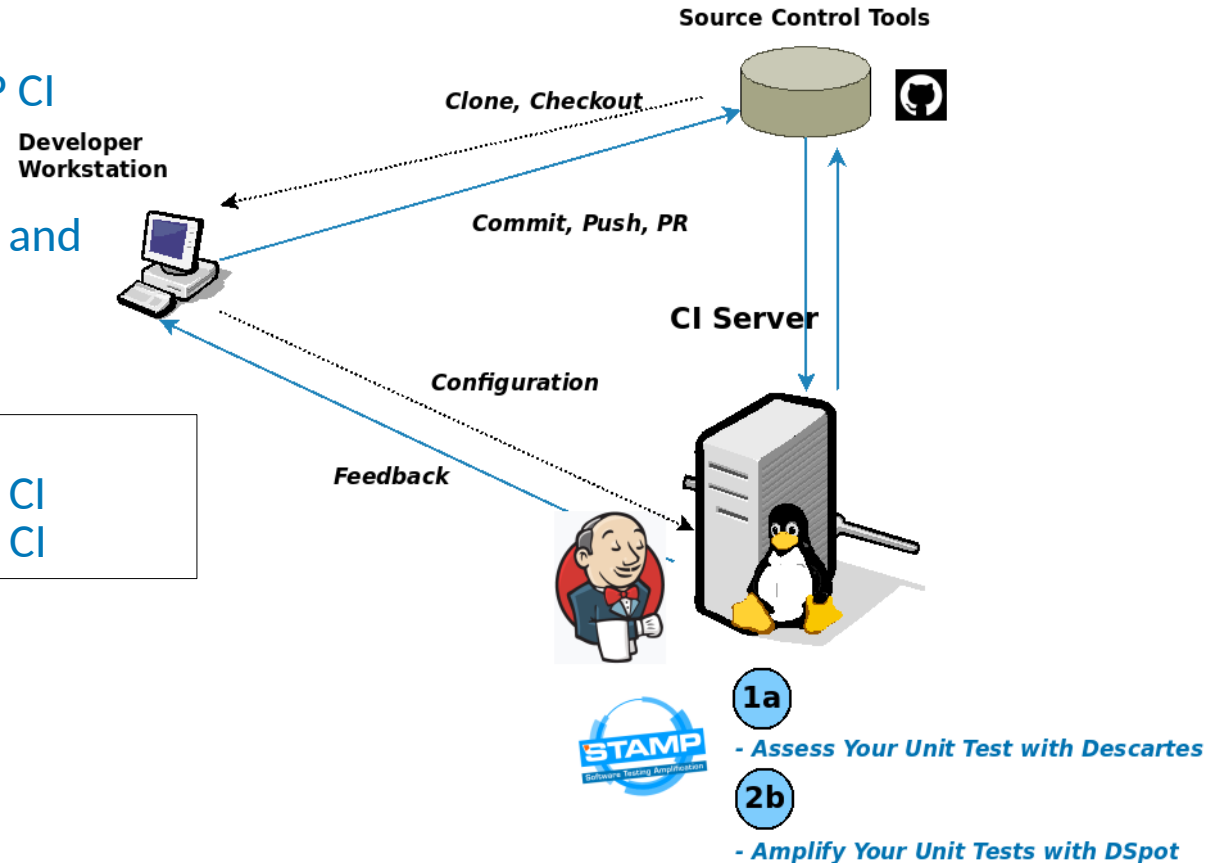 Source Control Tools
P CI
Clone, Checkout
Developer
Workstation
Commit, Push, PR
and
CI Server
Configuration
Feedback
CI
CI
STAMP
Software Testing Amplification
1a
- Assess Your Unit Test with Descartes
2b
- Amplify Your Unit Tests with DSpot